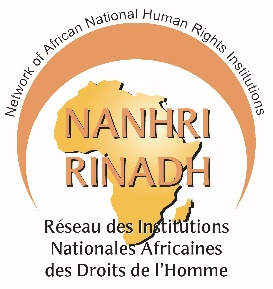 Network of African National Human Rights Institutions
NANHRI
RINADH
Réseau des Institutions
Nationales Africaines
des Droits de l'Homme